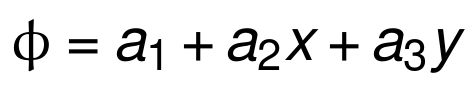 ϕ = a₁ + a₂x + a₃y